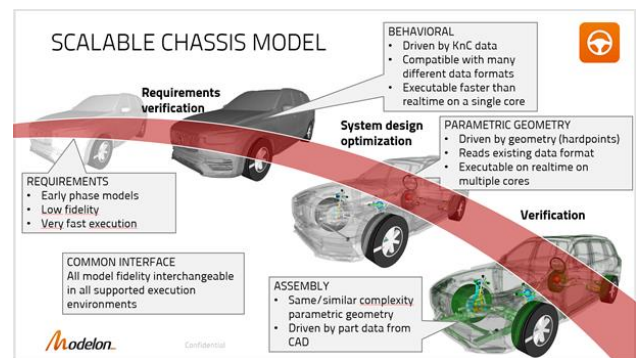 SCALABLE CHASSIS MODEL
BEHAVIORAL
• Driven by KnC data
• Compatible with many
different data formats
• Executable faster than
realtime on a single core
Requirements
verification
System design
optimization
PARAMETRIC GEOMETRY
• Driven by geometry (hardpoints)
• Reads existing data format
• Executable on realtime on
multiple cores
REQUIREMENTS
• Early phase models
• Low fidelity
• Very fast execution
Verification
COMMON INTERFACE
All model fidelity interchangeable
in all supported execution
environments
ASSEMBLY
• Same/similar complexity
parametric geometry
• Driven by part data from
CAD
Modelon
Confidential